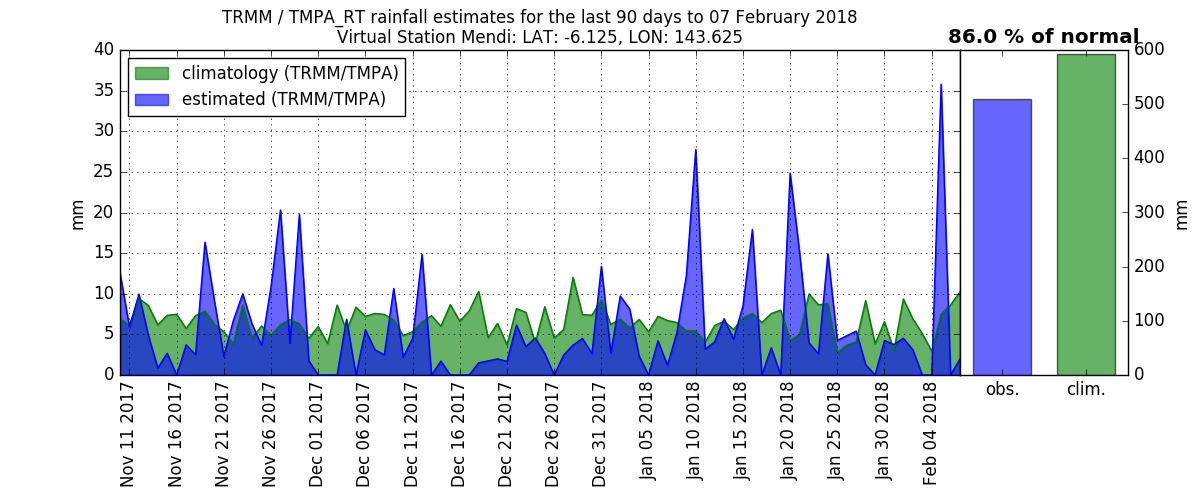 TRMM / TMPA_RT rainfall estimates for the last 90 days to 07 February 2018
Virtual Station Mendi: LAT: -6.125, LON: 143.625
86.0 % of normal
climatology (TRMM/TMPA)
estimated (TRMM/TMPA)
mm
40
35
30
25
20
15
10
5
0
Nov 11 2017
Nov 16 2017
Nov 21 2017
Nov 26 2017
Dec 01 2017
Dec 06 2017
Dec 11 2017
Dec 16 2017
Dec 21 2017
Dec 26 2017
Dec 31 2017
Jan 05 2018
Jan 10 2018
Jan 15 2018
Jan 20 2018
Jan 25 2018
Jan 30 2018
Feb 04 2018
obs.
clim.
600
500
400
300
200
100
0
mm